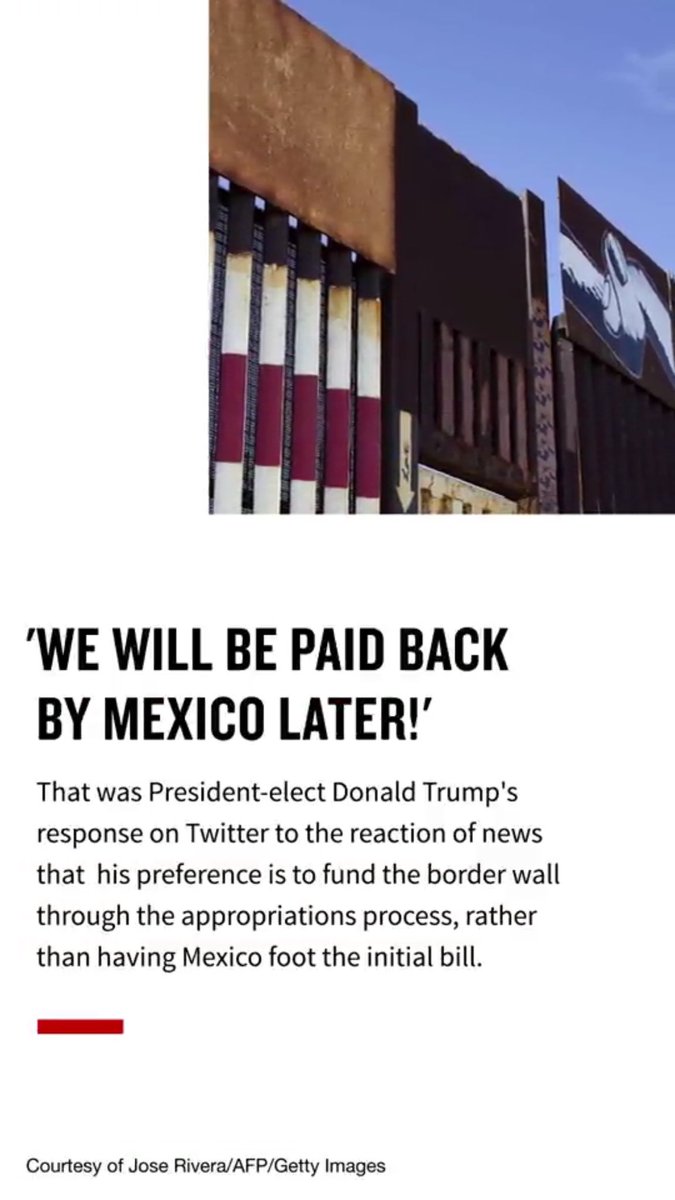 'WE WILL BE PAID BACK
BY MEXICO LATER!'
That was President-elect Donald Trump's
response on Twitter to the reaction of news
that  his preference is to fund the border wall
through the appropriations process, rather
than having Mexico foot the initial bill.
Courtesy of Jose Rivera/AFP/Getty Images